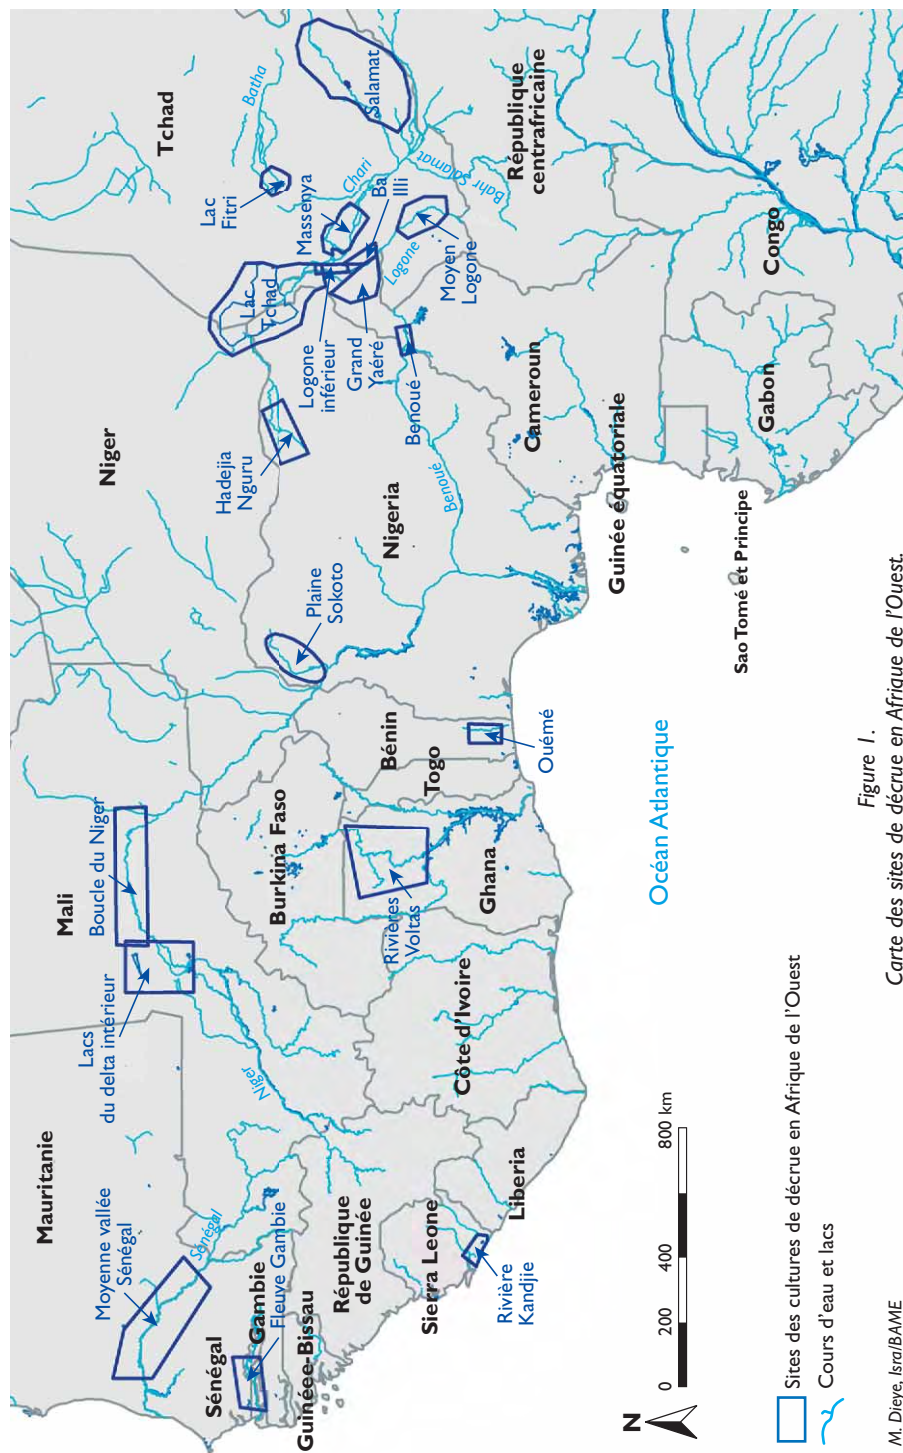 Mauritanie
Mali
Niger
Tchad
Moyenne vallée
Sénégal
Lacs
du delta intérieur
Boucle du Niger
Hadejia
Nguru
Lac
Tchad
Lac
Fitri
Batha
Salamat
Massenya
Chari
Ba
Illi
Bahr Salamat
Logone
inférieur
Grand
Yaéré
Logone
Moyen
Logone
République
centrafricaine
Sénégal
Sénégal
Gambie
Fleuve Gambie
Guinéee-Bissau
République
de Guinée
Niger
Burkina Faso
Bénin
Togo
Plaine
Sokoto
Nigeria
Benoué
Benoué
Cameroun
Guinée équatoriale
Congo
Gabon
Sierra Leone
Rivière
Kandjie
Liberia
Côte d'Ivoire
Rivières
Voltas
Ghana
Ouémé
Sao Tomé et Principe
Océan Atlantique
N
0 200 400 800 km
Sites des cultures de décrue en Afrique de l'Ouest
Cours d'eau et lacs
M. Dieye, Isra/BAME
Figure 1.
Carte des sites de décrue en Afrique de l'Ouest.